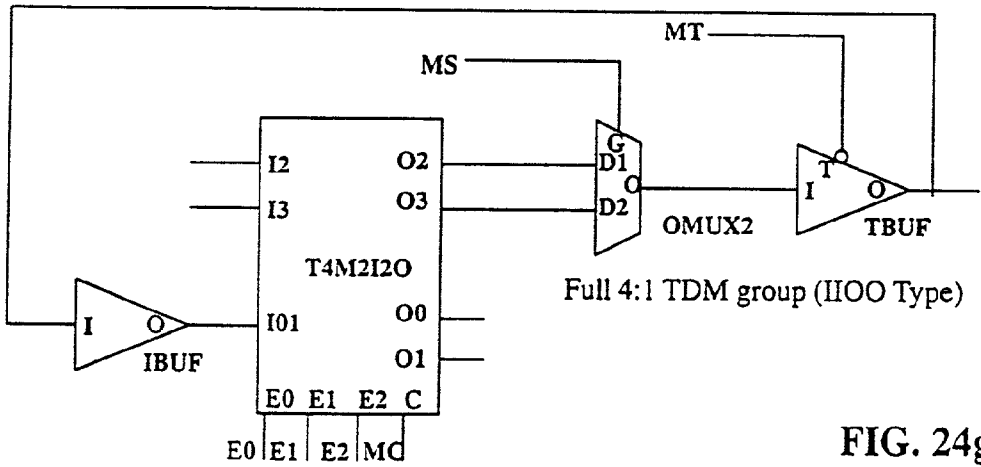 MT
MS
G
I2 O2 D1 T
O
I3 O3 D2 I O
OMUX2 TBUF
T4M2I2O
Full 4:1 TDM group (IIOO Type)
I O I01 O0
IBUF O1
E0 E1 E2 C
E0 E1 E2 MC
FIG. 24g